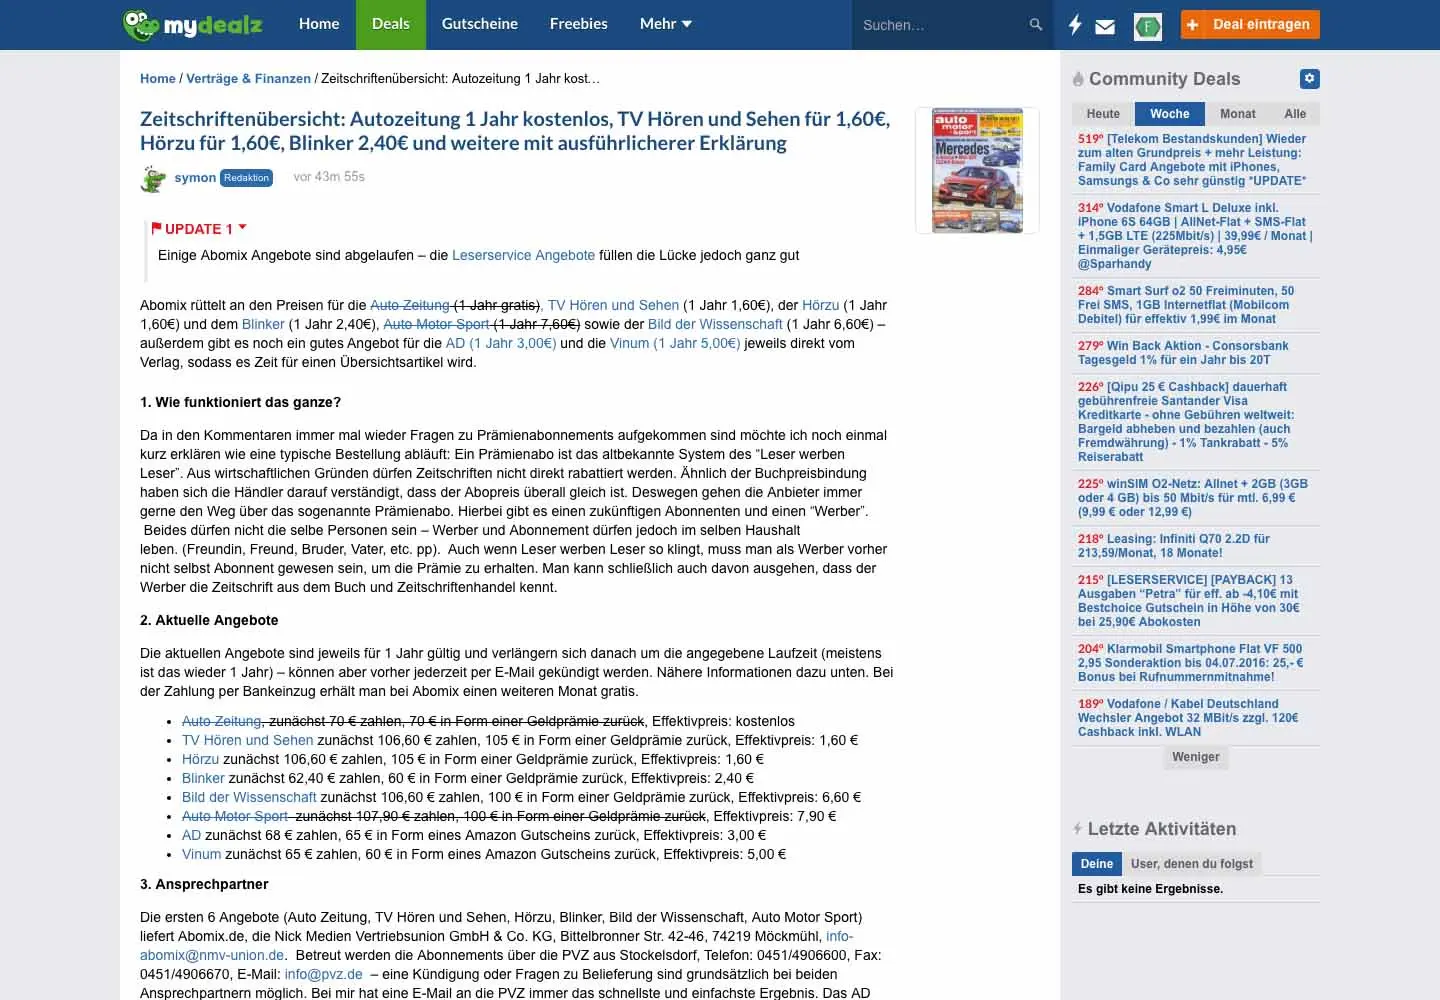 mydealz
Home
Deals
Gutscheine
Freebies
Mehr
Suchen…
F
+ Deal eintragen
Home / Verträge & Finanzen / Zeitschriftenübersicht: Autozeitung 1 Jahr kost…
Zeitschriftenübersicht: Autozeitung 1 Jahr kostenlos, TV Hören und Sehen für 1,60€,
Hörzu für 1,60€, Blinker 2,40€ und weitere mit ausführlicherer Erklärung
symon Redaktion vor 43m 55s
auto
motor
sport
Mercedes
UPDATE 1
Einige Abomix Angebote sind abgelaufen – die Leserservice Angebote füllen die Lücke jedoch ganz gut
Abomix rüttelt an den Preisen für die Auto Zeitung (1 Jahr gratis), TV Hören und Sehen (1 Jahr 1,60€), der Hörzu (1 Jahr
1,60€) und dem Blinker (1 Jahr 2,40€), Auto Motor Sport (1 Jahr 7,60€) sowie der Bild der Wissenschaft (1 Jahr 6,60€) –
außerdem gibt es noch ein gutes Angebot für die AD (1 Jahr 3,00€) und die Vinum (1 Jahr 5,00€) jeweils direkt vom
Verlag, sodass es Zeit für einen Übersichtsartikel wird.
1. Wie funktioniert das ganze?
Da in den Kommentaren immer mal wieder Fragen zu Prämienabonnements aufgekommen sind möchte ich noch einmal
kurz erklären wie eine typische Bestellung abläuft: Ein Prämienabo ist das altbekannte System des “Leser werben
Leser”. Aus wirtschaftlichen Gründen dürfen Zeitschriften nicht direkt rabattiert werden. Ähnlich der Buchpreisbindung
haben sich die Händler darauf verständigt, dass der Abopreis überall gleich ist. Deswegen gehen die Anbieter immer
gerne den Weg über das sogenannte Prämienabo. Hierbei gibt es einen zukünftigen Abonnenten und einen “Werber”.
Beides dürfen nicht die selbe Personen sein – Werber und Abonnement dürfen jedoch im selben Haushalt
leben. (Freundin, Freund, Bruder, Vater, etc. pp). Auch wenn Leser werben Leser so klingt, muss man als Werber vorher
nicht selbst Abonnent gewesen sein, um die Prämie zu erhalten. Man kann schließlich auch davon ausgehen, dass der
Werber die Zeitschrift aus dem Buch und Zeitschriftenhandel kennt.
2. Aktuelle Angebote
Die aktuellen Angebote sind jeweils für 1 Jahr gültig und verlängern sich danach um die angegebene Laufzeit (meistens
ist das wieder 1 Jahr) – können aber vorher jederzeit per E-Mail gekündigt werden. Nähere Informationen dazu unten. Bei
der Zahlung per Bankeinzug erhält man bei Abomix einen weiteren Monat gratis.
• Auto Zeitung, zunächst 70 € zahlen, 70 € in Form einer Geldprämie zurück, Effektivpreis: kostenlos
• TV Hören und Sehen zunächst 106,60 € zahlen, 105 € in Form einer Geldprämie zurück, Effektivpreis: 1,60 €
• Hörzu zunächst 106,60 € zahlen, 105 € in Form einer Geldprämie zurück, Effektivpreis: 1,60 €
• Blinker zunächst 62,40 € zahlen, 60 € in Form einer Geldprämie zurück, Effektivpreis: 2,40 €
• Bild der Wissenschaft zunächst 106,60 € zahlen, 100 € in Form einer Geldprämie zurück, Effektivpreis: 6,60 €
• Auto Motor Sport zunächst 107,90 € zahlen, 100 € in Form einer Geldprämie zurück, Effektivpreis: 7,90 €
• AD zunächst 68 € zahlen, 65 € in Form eines Amazon Gutscheins zurück, Effektivpreis: 3,00 €
• Vinum zunächst 65 € zahlen, 60 € in Form eines Amazon Gutscheins zurück, Effektivpreis: 5,00 €
3. Ansprechpartner
Die ersten 6 Angebote (Auto Zeitung, TV Hören und Sehen, Hörzu, Blinker, Bild der Wissenschaft, Auto Motor Sport)
liefert Abomix.de, die Nick Medien Vertriebsunion GmbH & Co. KG, Bittelbronner Str. 42-46, 74219 Möckmühl, info-
abomix@nmv-union.de. Betreut werden die Abonnements über die PVZ aus Stockelsdorf, Telefon: 0451/4906600, Fax:
0451/4906670, E-Mail: info@pvz.de – eine Kündigung oder Fragen zu Belieferung sind grundsätzlich bei beiden
Ansprechpartnern möglich. Bei mir hat eine E-Mail an die PVZ immer das schnellste und einfachste Ergebnis. Das AD
Community Deals
Heute Woche Monat Alle
519° [Telekom Bestandskunden] Wieder
zum alten Grundpreis + mehr Leistung:
Family Card Angebote mit iPhones,
Samsungs & Co sehr günstig *UPDATE*
314° Vodafone Smart L Deluxe inkl.
iPhone 6S 64GB | AllNet-Flat + SMS-Flat
+ 1,5GB LTE (225Mbit/s) | 39,99€ / Monat |
Einmaliger Gerätepreis: 4,95€
@Sparhandy
284° Smart Surf o2 50 Freiminuten, 50
Frei SMS, 1GB Internetflat (Mobilcom
Debitel) für effektiv 1,99€ im Monat
279° Win Back Aktion - Consorsbank
Tagesgeld 1% für ein Jahr bis 20T
226° [Qipu 25 € Cashback] dauerhaft
gebührenfreie Santander Visa
Kreditkarte - ohne Gebühren weltweit:
Bargeld abheben und bezahlen (auch
Fremdwährung) - 1% Tankrabatt - 5%
Reiserabatt
225° winSIM O2-Netz: Allnet + 2GB (3GB
oder 4 GB) bis 50 Mbit/s für mtl. 6,99 €
(9,99 € oder 12,99 €)
218° Leasing: Infiniti Q70 2.2D für
213,59/Monat, 18 Monate!
215° [LESERSERVICE] [PAYBACK] 13
Ausgaben “Petra” für eff. ab -4,10€ mit
Bestchoice Gutschein in Höhe von 30€
bei 25,90€ Abokosten
204° Klarmobil Smartphone Flat VF 500
2,95 Sonderaktion bis 04.07.2016: 25,- €
Bonus bei Rufnummernmitnahme!
189° Vodafone / Kabel Deutschland
Wechsler Angebot 32 MBit/s zzgl. 120€
Cashback inkl. WLAN
Weniger
Letzte Aktivitäten
Deine User, denen du folgst
Es gibt keine Ergebnisse.